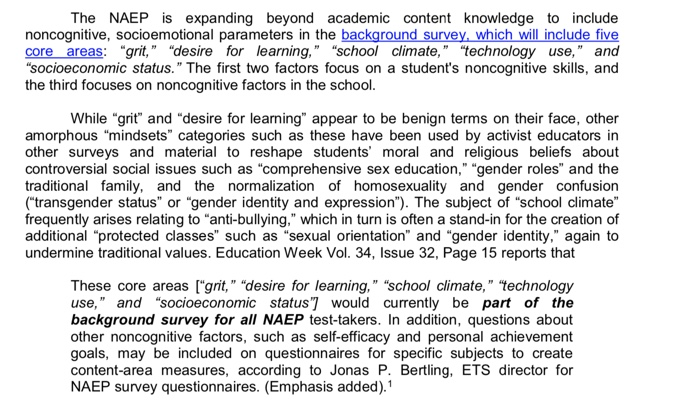 The NAEP is expanding beyond academic content knowledge to include
noncognitive, socioemotional parameters in the background survey, which will include five
core areas: “grit,” “desire for learning,” “school climate,” “technology use,” and
“socioeconomic status.” The first two factors focus on a student's noncognitive skills, and
the third focuses on noncognitive factors in the school.
While “grit” and “desire for learning” appear to be benign terms on their face, other
amorphous “mindsets” categories such as these have been used by activist educators in
other surveys and material to reshape students’ moral and religious beliefs about
controversial social issues such as “comprehensive sex education,” “gender roles” and the
traditional family, and the normalization of homosexuality and gender confusion
(“transgender status” or “gender identity and expression”). The subject of “school climate”
frequently arises relating to “anti-bullying,” which in turn is often a stand-in for the creation of
additional “protected classes” such as “sexual orientation” and “gender identity,” again to
undermine traditional values. Education Week Vol. 34, Issue 32, Page 15 reports that
These core areas [“grit,” “desire for learning,” “school climate,” “technology
use,” and “socioeconomic status”] would currently be part of the
background survey for all NAEP test-takers. In addition, questions about
other noncognitive factors, such as self-efficacy and personal achievement
goals, may be included on questionnaires for specific subjects to create
content-area measures, according to Jonas P. Bertling, ETS director for
NAEP survey questionnaires. (Emphasis added).1